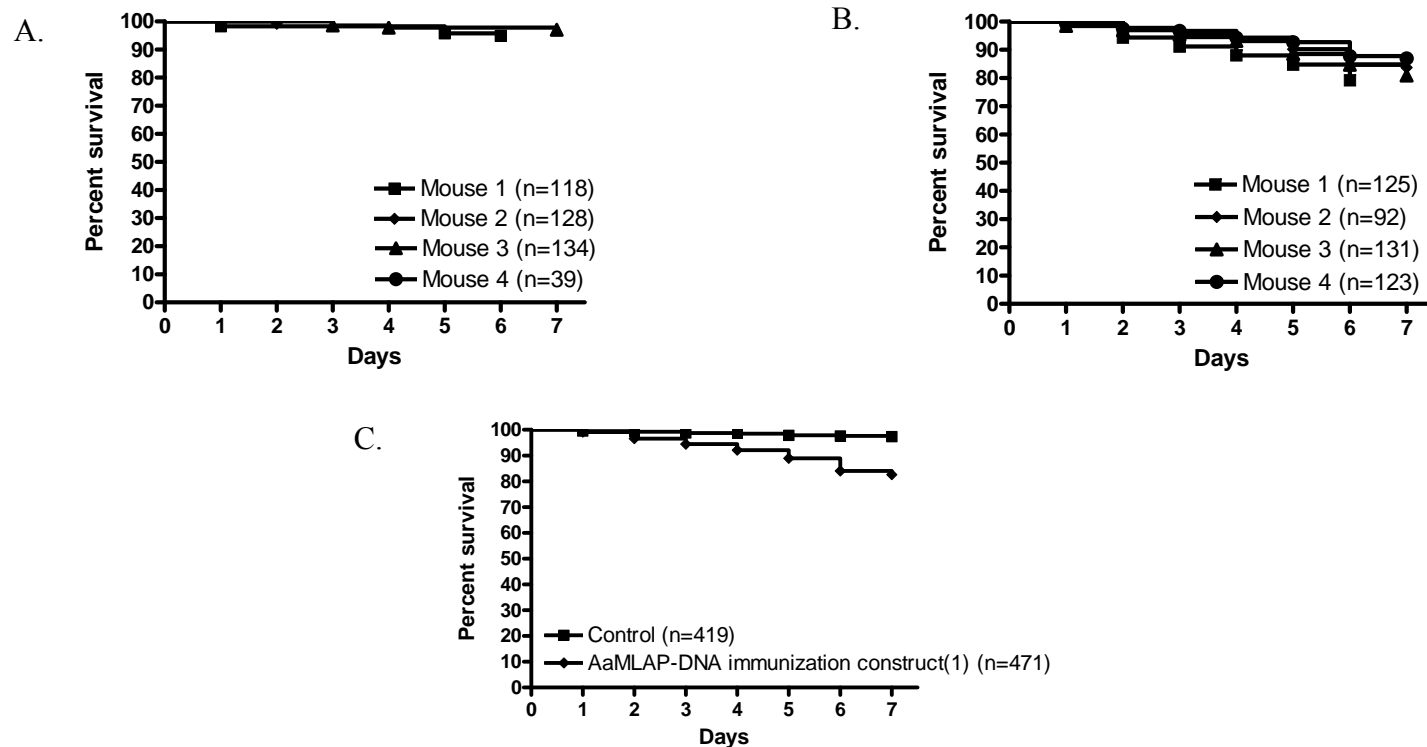 A.
Percent survival
100
90
80
70
60
50
40
30
20
10
0
Mouse 1 (n=118)
Mouse 2 (n=128)
Mouse 3 (n=134)
Mouse 4 (n=39)
0 1 2 3 4 5 6 7
Days
B.
Percent survival
100
90
80
70
60
50
40
30
20
10
0
Mouse 1 (n=125)
Mouse 2 (n=92)
Mouse 3 (n=131)
Mouse 4 (n=123)
0 1 2 3 4 5 6 7
Days
C.
Percent survival
100
90
80
70
60
50
40
30
20
10
0
Control (n=419)
AaMLAP-DNA immunization construct(1) (n=471)
0 1 2 3 4 5 6 7
Days